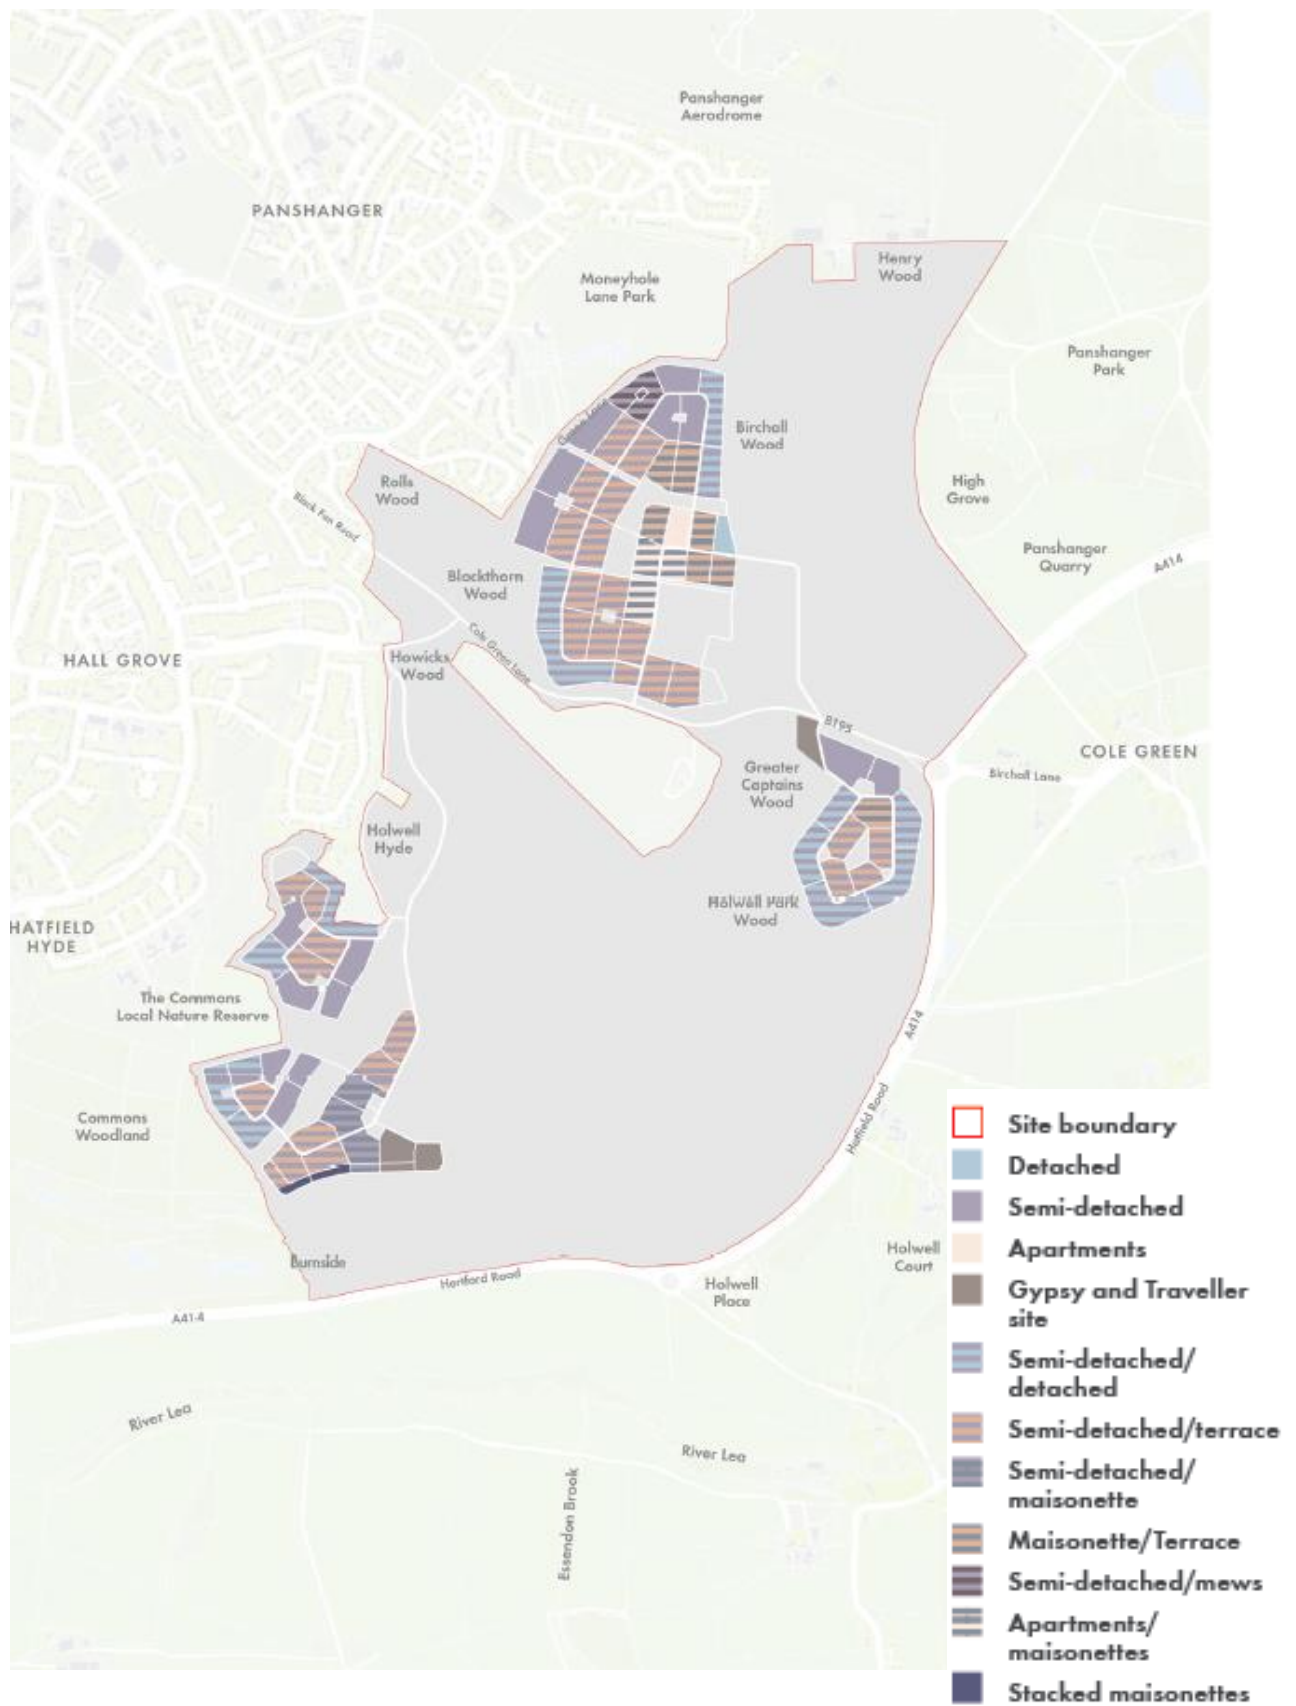 Panshanger
Aerodrome
PANSHANGER
Henry
Wood
Moneyhole
Lane Park
Panshanger
Park
Green Lane
Birchall
Wood
Rolls
Wood
High
Grove
Black Fan Road
Panshanger
Quarry
A414
Blackthorn
Wood
Cole Green Lane
HALL GROVE
Howicks
Wood
B195
COLE GREEN
Greater
Captains
Wood
Birchall Lane
Holwell
Hyde
Holwell Park
Wood
HATFIELD
HYDE
The Commons
Local Nature Reserve
A414
Commons
Woodland
Hatfield Road
Burnside
Hertford Road
Holwell
Court
Holwell
Place
A414
River Lea
River Lea
Essendon Brook
Site boundary
Detached
Semi-detached
Apartments
Gypsy and Traveller
site
Semi-detached/
detached
Semi-detached/terrace
Semi-detached/
maisonette
Maisonette/Terrace
Semi-detached/mews
Apartments/
maisonettes
Stacked maisonettes